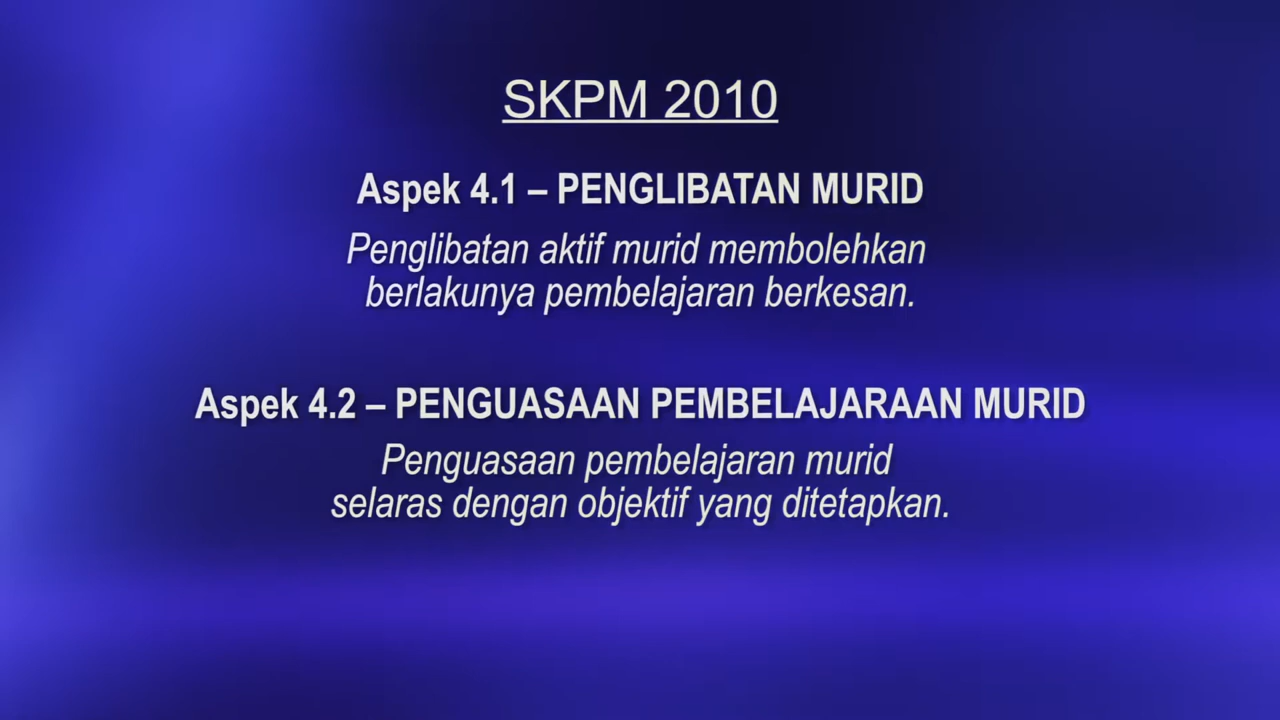 SKPM 2010
Aspek 4.1 – PENGLIBATAN MURID
Penglibatan aktif murid membolehkan
berlakunya pembelajaran berkesan.
Aspek 4.2 – PENGUASAAN PEMBELAJARAAN MURID
Penguasaan pembelajaran murid
selaras dengan objektif yang ditetapkan.